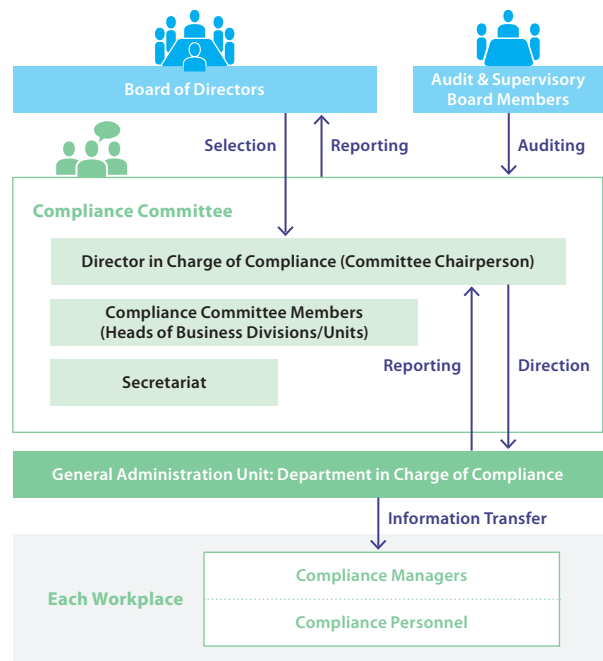 Board of Directors
Audit & Supervisory
Board Members
Selection
Reporting
Auditing
Compliance Committee
Director in Charge of Compliance (Committee Chairperson)
Compliance Committee Members
(Heads of Business Divisions/Units)
Secretariat
Reporting
Direction
General Administration Unit: Department in Charge of Compliance
Information Transfer
Each Workplace
Compliance Managers
Compliance Personnel